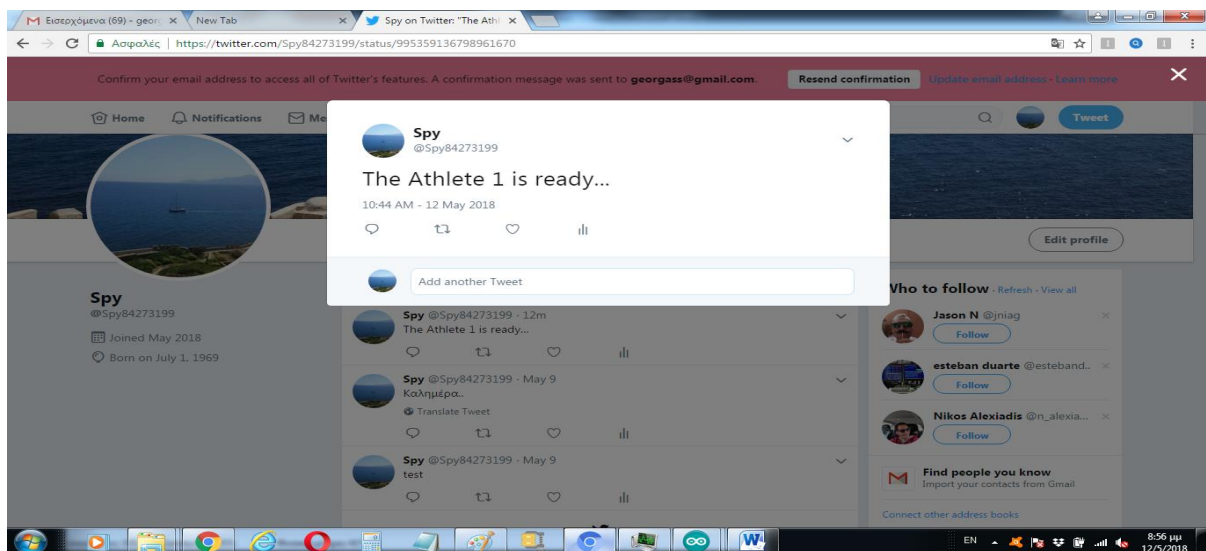 Εισερχόμενα (69) - geor
New Tab
Spy on Twitter: "The Athl
Ασφαλές | https://twitter.com/Spy84273199/status/995359136798961670
Confirm your email address to access all of Twitter's features. A confirmation message was sent to georgass@gmail.com.
Resend confirmation
Update email address · Learn more
Home
Notifications
Me
Tweet
Spy
@Spy84273199
The Athlete 1 is ready...
10:44 AM - 12 May 2018
Add another Tweet
Edit profile
Spy
@Spy84273199
Joined May 2018
Born on July 1, 1969
Spy @Spy84273199 · 12m
The Athlete 1 is ready...
Spy @Spy84273199 · May 9
Καλημέρα..
Translate Tweet
Spy @Spy84273199 · May 9
test
Who to follow · Refresh · View all
Jason N @jniag
Follow
esteban duarte @esteband..
Follow
Nikos Alexiadis @n_alexia...
Follow
Find people you know
Import your contacts from Gmail
Connect other address books
EN
8:56 μμ
12/5/2018